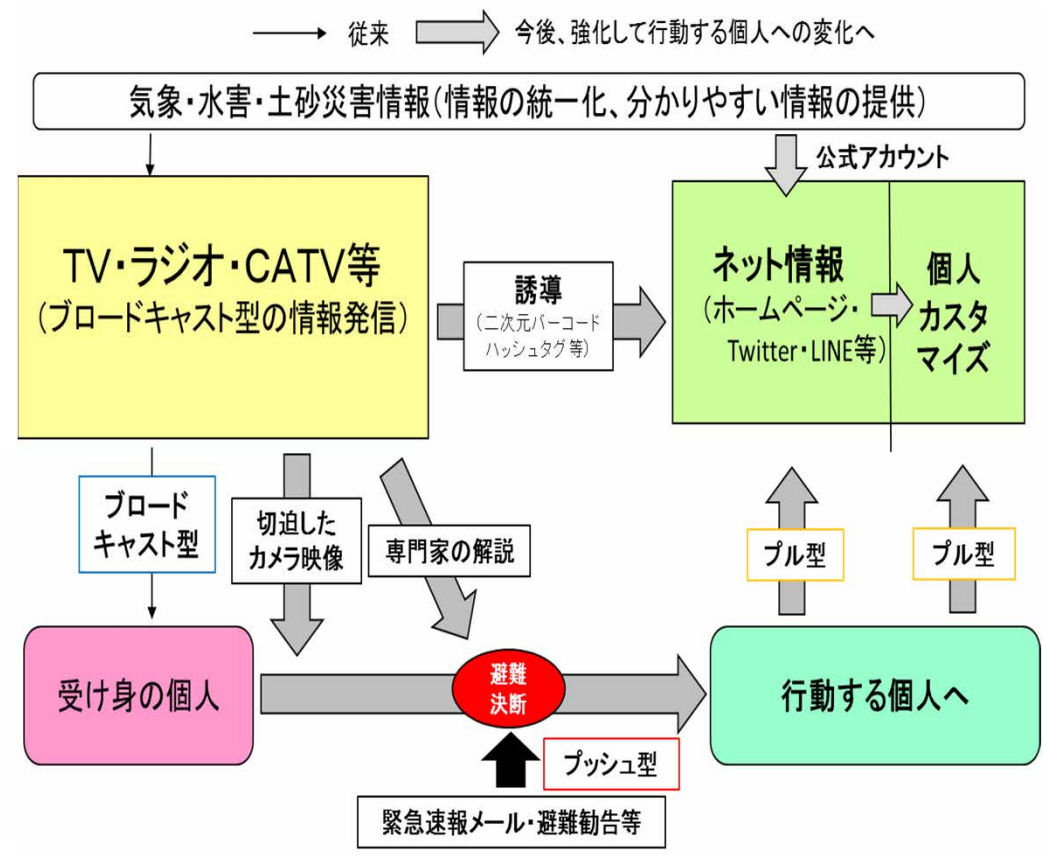 従来
今後、強化して行動する個人への変化へ
気象・水害・土砂災害情報(情報の統一化、分かりやすい情報の提供)
公式アカウント
TV・ラジオ・CATV等
(ブロードキャスト型の情報発信)
誘導
(二次元バーコード
ハッシュタグ等)
ネット情報
(ホームページ・
Twitter・LINE等)
個人
カスタ
マイズ
ブロード
キャスト型
切迫した
カメラ映像
専門家の解説
プル型
プル型
受け身の個人
避難
決断
行動する個人へ
プッシュ型
緊急速報メール・避難勧告等